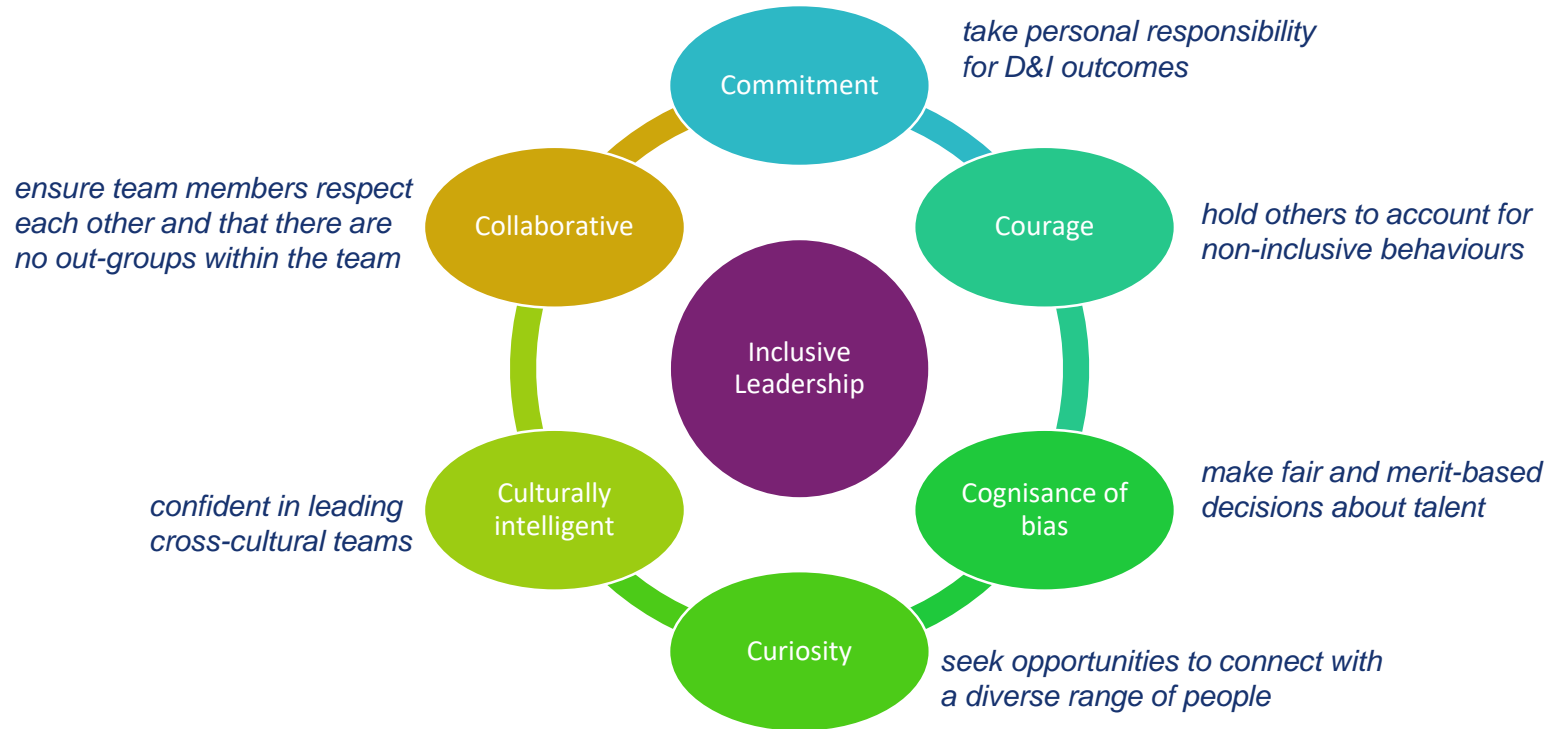 Commitment
take personal responsibility
for D&I outcomes
Courage
hold others to account for
non-inclusive behaviours
Cognisance of
bias
make fair and merit-based
decisions about talent
Curiosity
seek opportunities to connect with
a diverse range of people
Culturally
intelligent
confident in leading
cross-cultural teams
Collaborative
ensure team members respect
each other and that there are
no out-groups within the team
Inclusive
Leadership